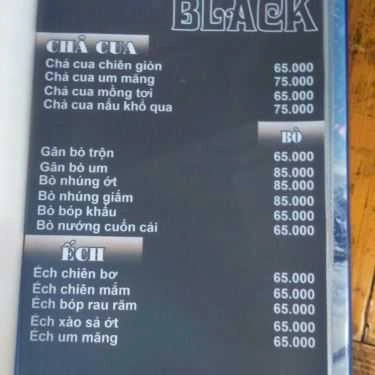 BLACK
CHẢ CUA
Chả cua chiên giòn 65.000
Chả cua um măng 75.000
Chả cua mồng tơi 65.000
Chả cua nấu khổ qua 75.000
BÒ
Gân bò trộn 65.000
Gân bò um 85.000
Bò nhúng ớt 85.000
Bò nhúng giấm 85.000
Bò bóp khấu 65.000
Bò nướng cuốn cải 65.000
ẾCH
Ếch chiên bơ 65.000
Ếch chiên mắm 65.000
Ếch bóp rau răm 65.000
Ếch xào sả ớt 65.000
Ếch um măng 65.000